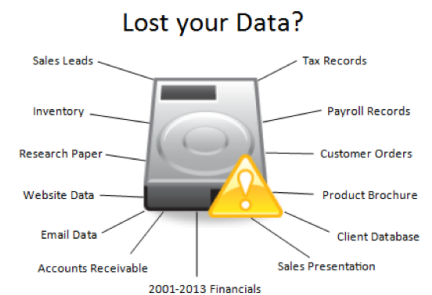 Lost your Data?
Sales Leads
Tax Records
Inventory
Payroll Records
Research Paper
Customer Orders
Website Data
Product Brochure
Email Data
Client Database
Accounts Receivable
Sales Presentation
2001-2013 Financials